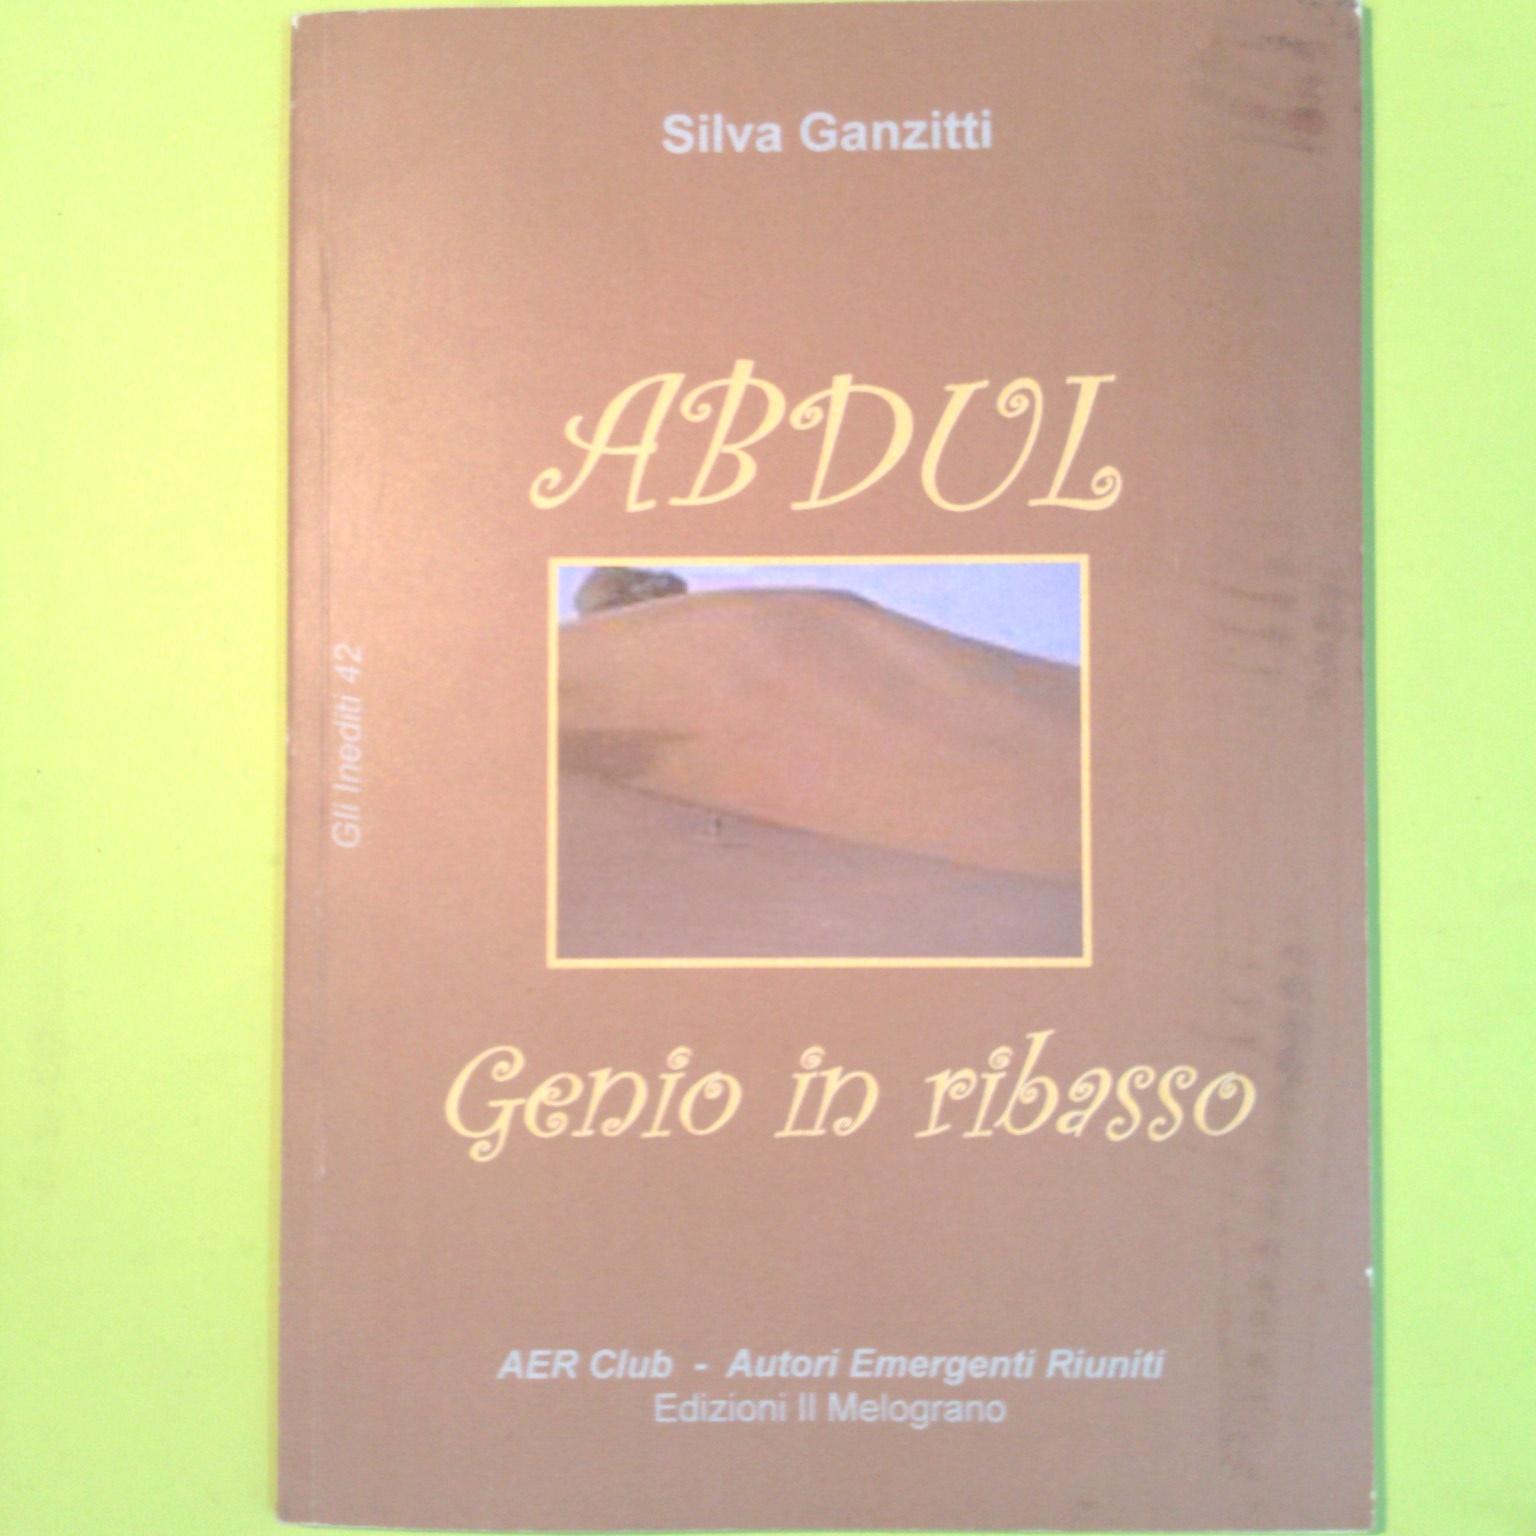 Silva Ganzitti
ABDUL
Gli Inediti 42
Genio in ribasso
AER Club - Autori Emergenti Riuniti
Edizioni Il Melograno